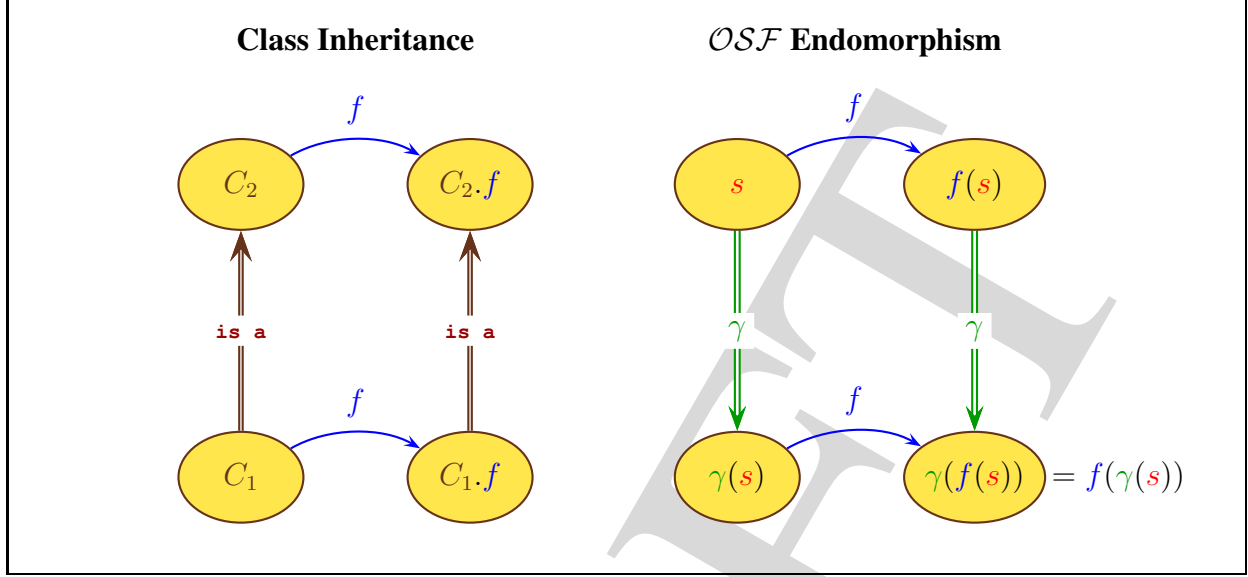 Class Inheritance
𝒪𝒮ℱ Endomorphism
f
f
C₂
C₂.f
s
f(s)
is a
is a
γ
γ
f
f
C₁
C₁.f
γ(s)
γ(f(s)) = f(γ(s))